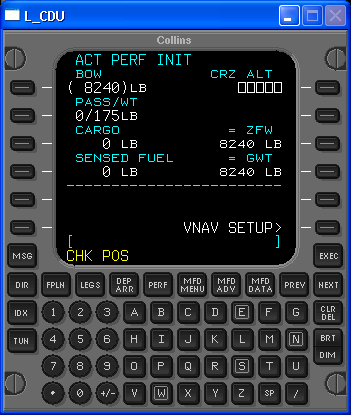 L_CDU
Collins
ACT PERF INIT
BOW CRZ ALT
( 8240)LB □□□□□
PASS/WT
0/175LB
CARGO = ZFW
0 LB 8240 LB
SENSED FUEL = GWT
0 LB 8240 LB
--------------------------------
VNAV SETUP>
[ ]
CHK POS
MSG EXEC
DIR FPLN LEGS DEP ARR PERF MFD MENU MFD ADV MFD DATA PREV NEXT
IDX 1 2 3 A B C D E F G CLR DEL
TUN 4 5 6 H I J K L M N BRT DIM
7 8 9 O P Q R S T U
• 0 +/- V W X Y Z SP /